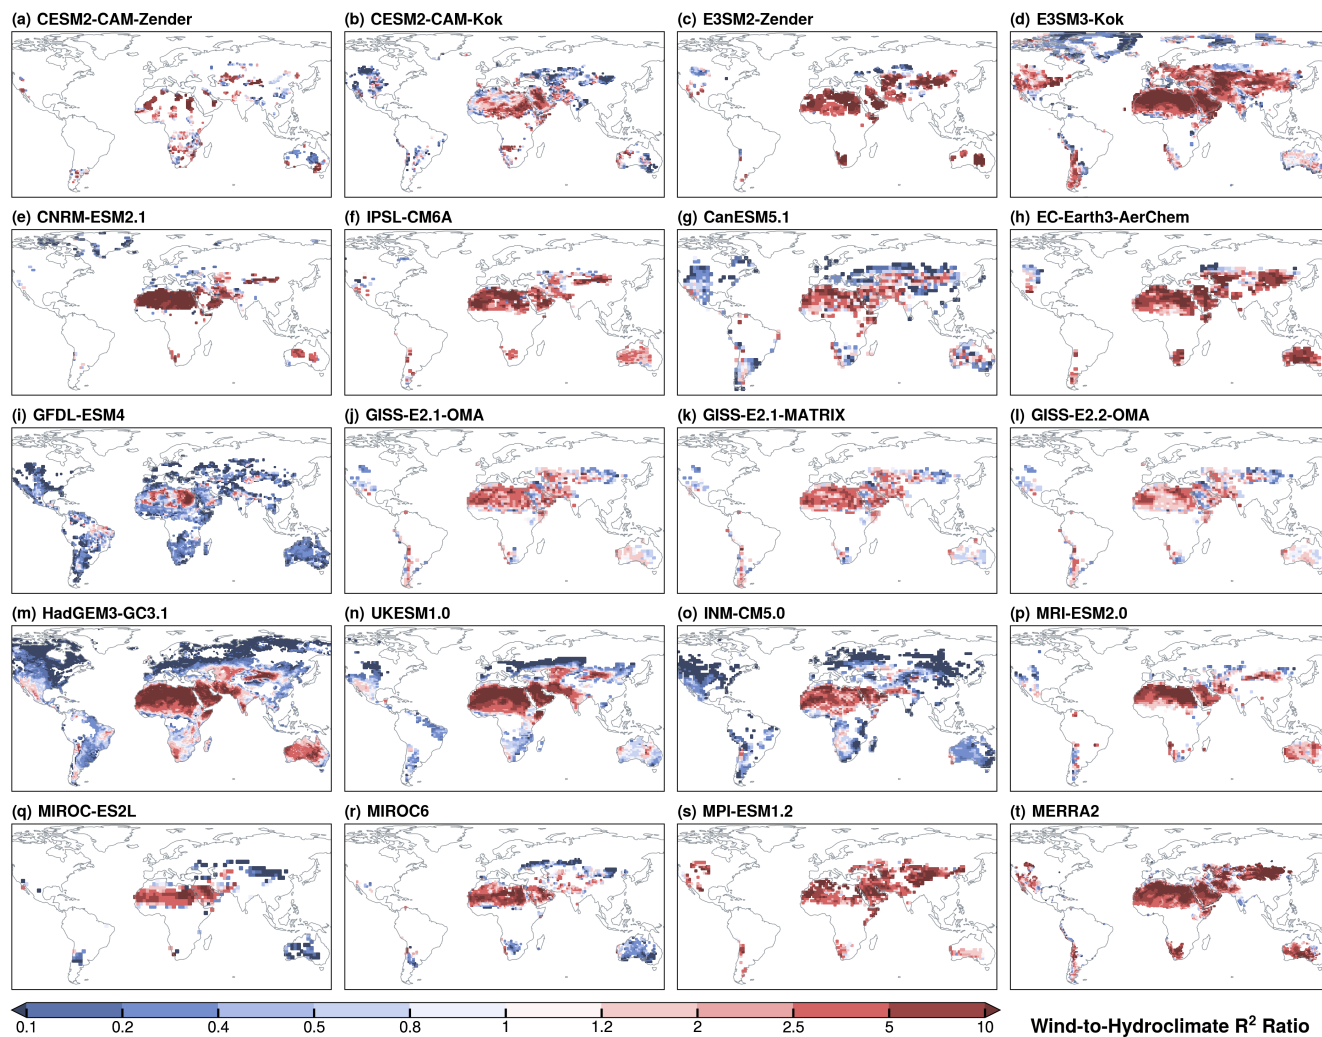 (a) CESM2-CAM-Zender
(b) CESM2-CAM-Kok
(c) E3SM2-Zender
(d) E3SM3-Kok
(e) CNRM-ESM2.1
(f) IPSL-CM6A
(g) CanESM5.1
(h) EC-Earth3-AerChem
(i) GFDL-ESM4
(j) GISS-E2.1-OMA
(k) GISS-E2.1-MATRIX
(l) GISS-E2.2-OMA
(m) HadGEM3-GC3.1
(n) UKESM1.0
(o) INM-CM5.0
(p) MRI-ESM2.0
(q) MIROC-ES2L
(r) MIROC6
(s) MPI-ESM1.2
(t) MERRA2
0.1 0.2 0.4 0.5 0.8 1 1.2 2 2.5 5 10
Wind-to-Hydroclimate R² Ratio